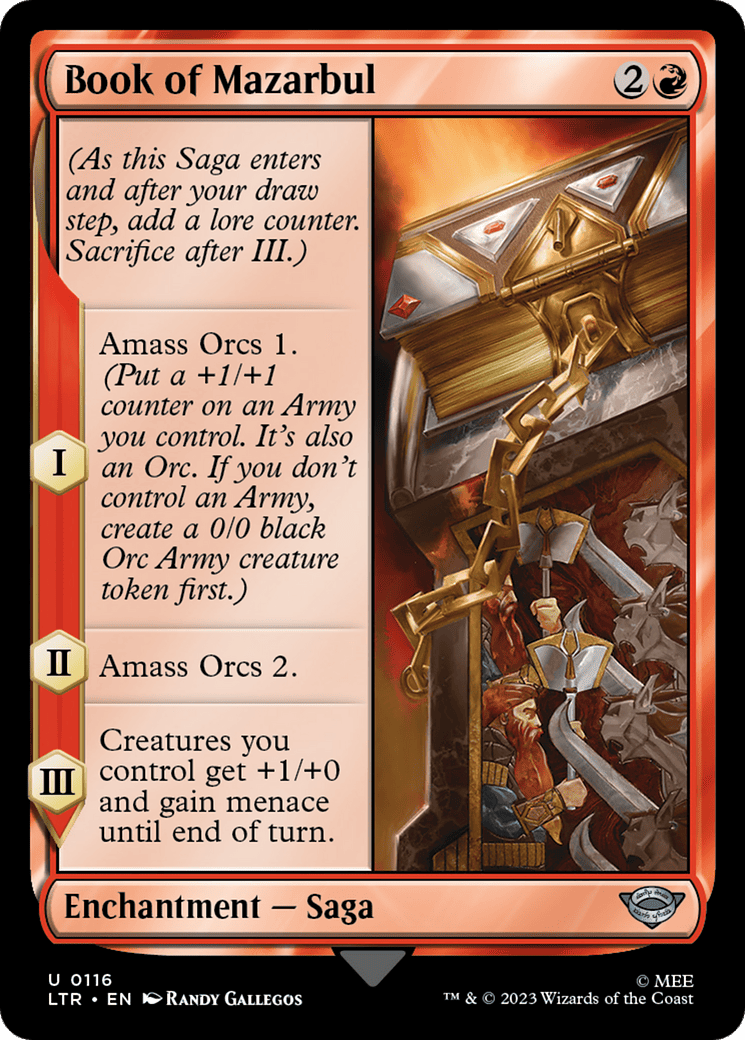 Book of Mazarbul
2
(As this Saga enters
and after your draw
step, add a lore counter.
Sacrifice after III.)
I
Amass Orcs 1.
(Put a +1/+1
counter on an Army
you control. It's also
an Orc. If you don't
control an Army,
create a 0/0 black
Orc Army creature
token first.)
II
Amass Orcs 2.
III
Creatures you
control get +1/+0
and gain menace
until end of turn.
Enchantment — Saga
U 0116
LTR • EN Randy Gallegos
© MEE
™ & © 2023 Wizards of the Coast